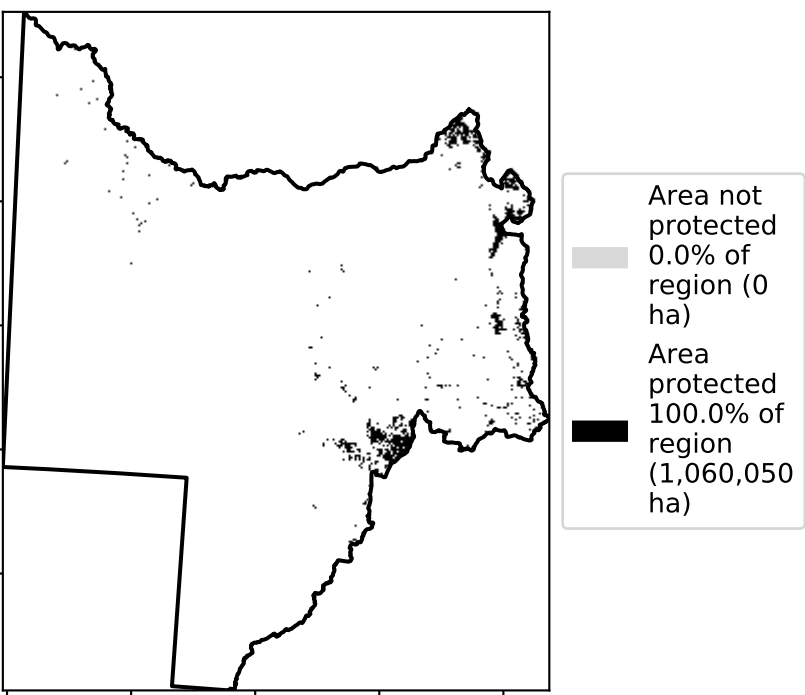 Area not
protected
0.0% of
region (0
ha)
Area
protected
100.0% of
region
(1,060,050
ha)